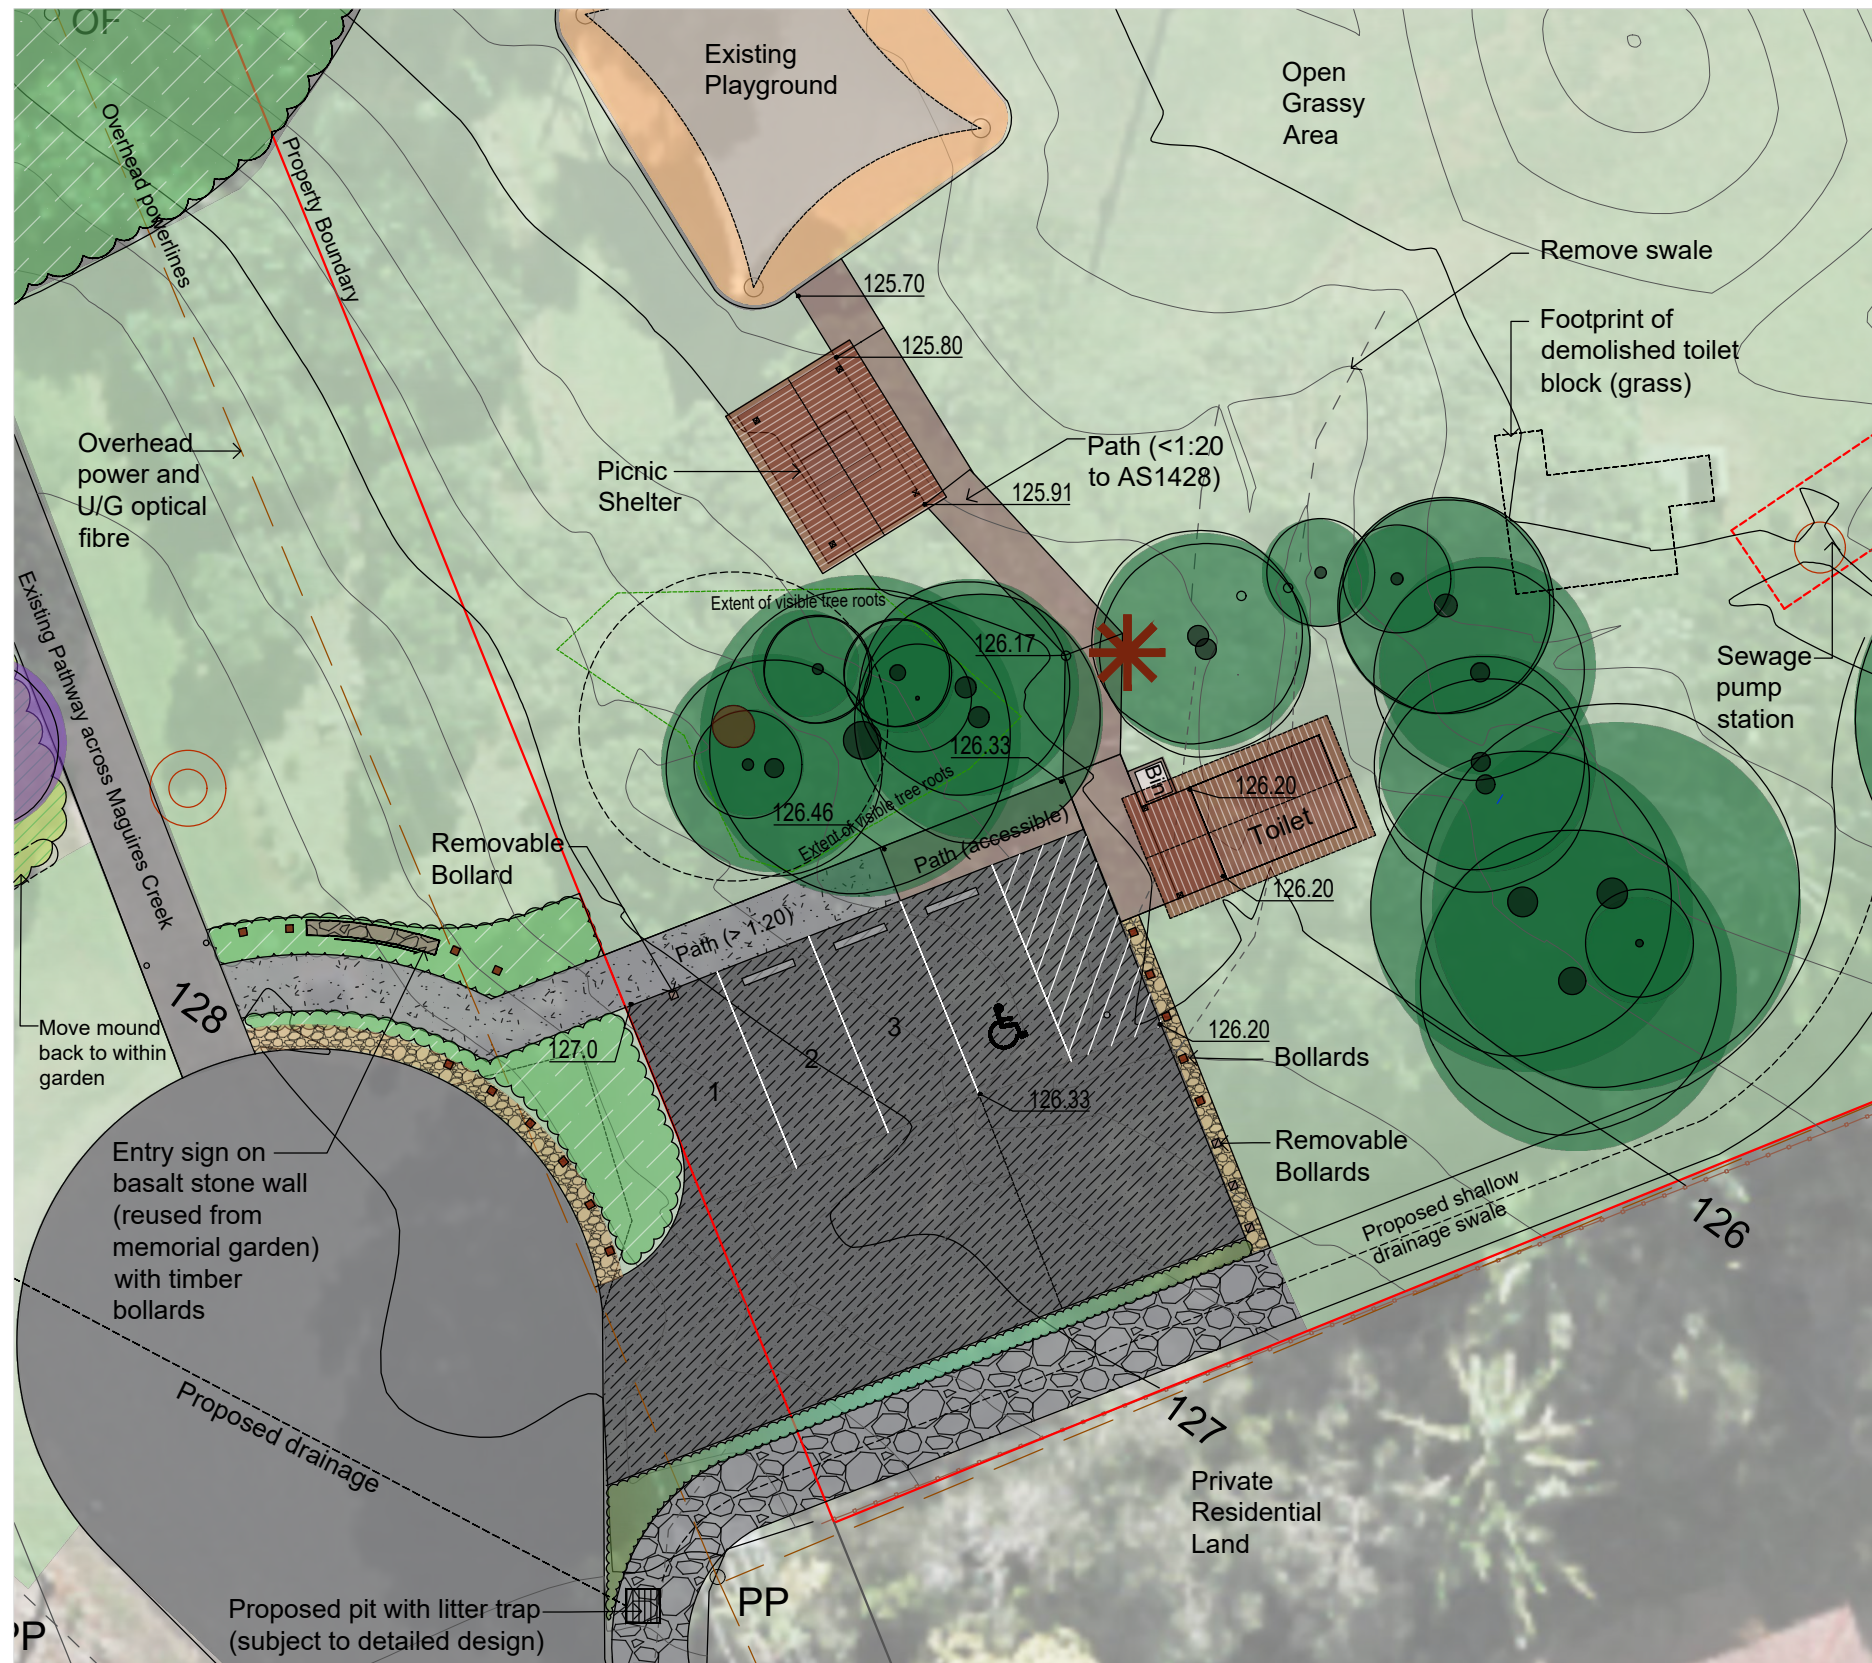 OF
Existing
Playground
Open
Grassy
Area
Overhead powerlines
Property Boundary
Remove swale
125.70
125.80
Footprint of
demolished toilet
block (grass)
Overhead
power and
U/G optical
fibre
Picnic
Shelter
Path (<1:20
to AS1428)
125.91
Existing Pathway across Maguires Creek
Extent of visible tree roots
126.17
Sewage
pump
station
126.33
Bin
126.20
126.46
Extent of visible tree roots
Toilet
Path (accessible)
Removable
Bollard
126.20
Path (> 1:20)
128
Move mound
back to within
garden
127.0
1
2
3
126.20
Bollards
126.33
Entry sign on
basalt stone wall
(reused from
memorial garden)
with timber
bollards
Removable
Bollards
Proposed shallow
drainage swale
126
Proposed drainage
127
Private
Residential
Land
Proposed pit with litter trap
(subject to detailed design)
PP
PP